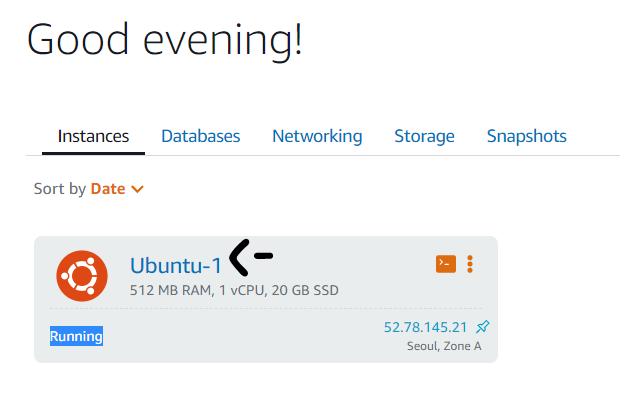 Good evening!
Instances Databases Networking Storage Snapshots
Sort by Date
Ubuntu-1
512 MB RAM, 1 vCPU, 20 GB SSD
Running
52.78.145.21
Seoul, Zone A